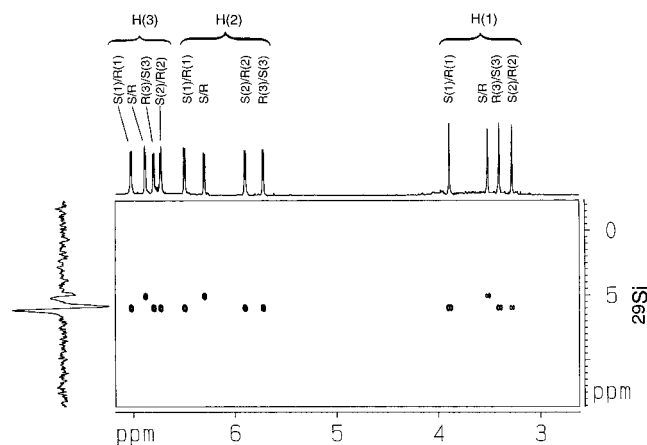 H(3) H(2) H(1)
S(1)/R(1) S/R R(3)/S(3) S(2)/R(2) S(1)/R(1) S/R S(2)/R(2) R(3)/S(3) S(1)/R(1) S/R R(3)/S(3) S(2)/R(2)
0
5
29Si
ppm
ppm 6 5 4 3